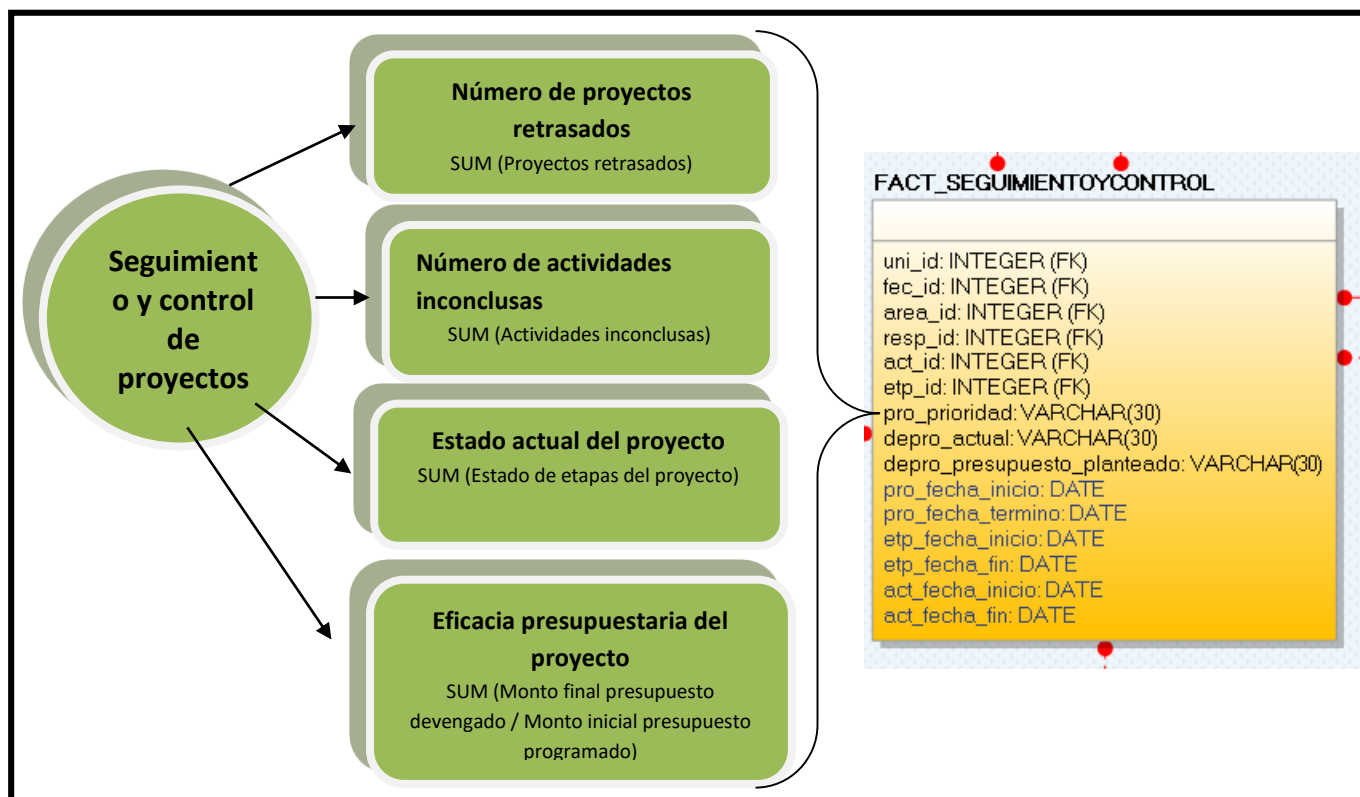 Seguimient
o y control
de
proyectos
Número de proyectos
retrasados
SUM (Proyectos retrasados)
Número de actividades
inconclusas
SUM (Actividades inconclusas)
Estado actual del proyecto
SUM (Estado de etapas del proyecto)
Eficacia presupuestaria del
proyecto
SUM (Monto final presupuesto
devengado / Monto inicial presupuesto
programado)
FACT_SEGUIMIENTOYCONTROL
uni_id: INTEGER (FK)
fec_id: INTEGER (FK)
area_id: INTEGER (FK)
resp_id: INTEGER (FK)
act_id: INTEGER (FK)
etp_id: INTEGER (FK)
pro_prioridad: VARCHAR(30)
depro_actual: VARCHAR(30)
depro_presupuesto_planteado: VARCHAR(30)
pro_fecha_inicio: DATE
pro_fecha_termino: DATE
etp_fecha_inicio: DATE
etp_fecha_fin: DATE
act_fecha_inicio: DATE
act_fecha_fin: DATE